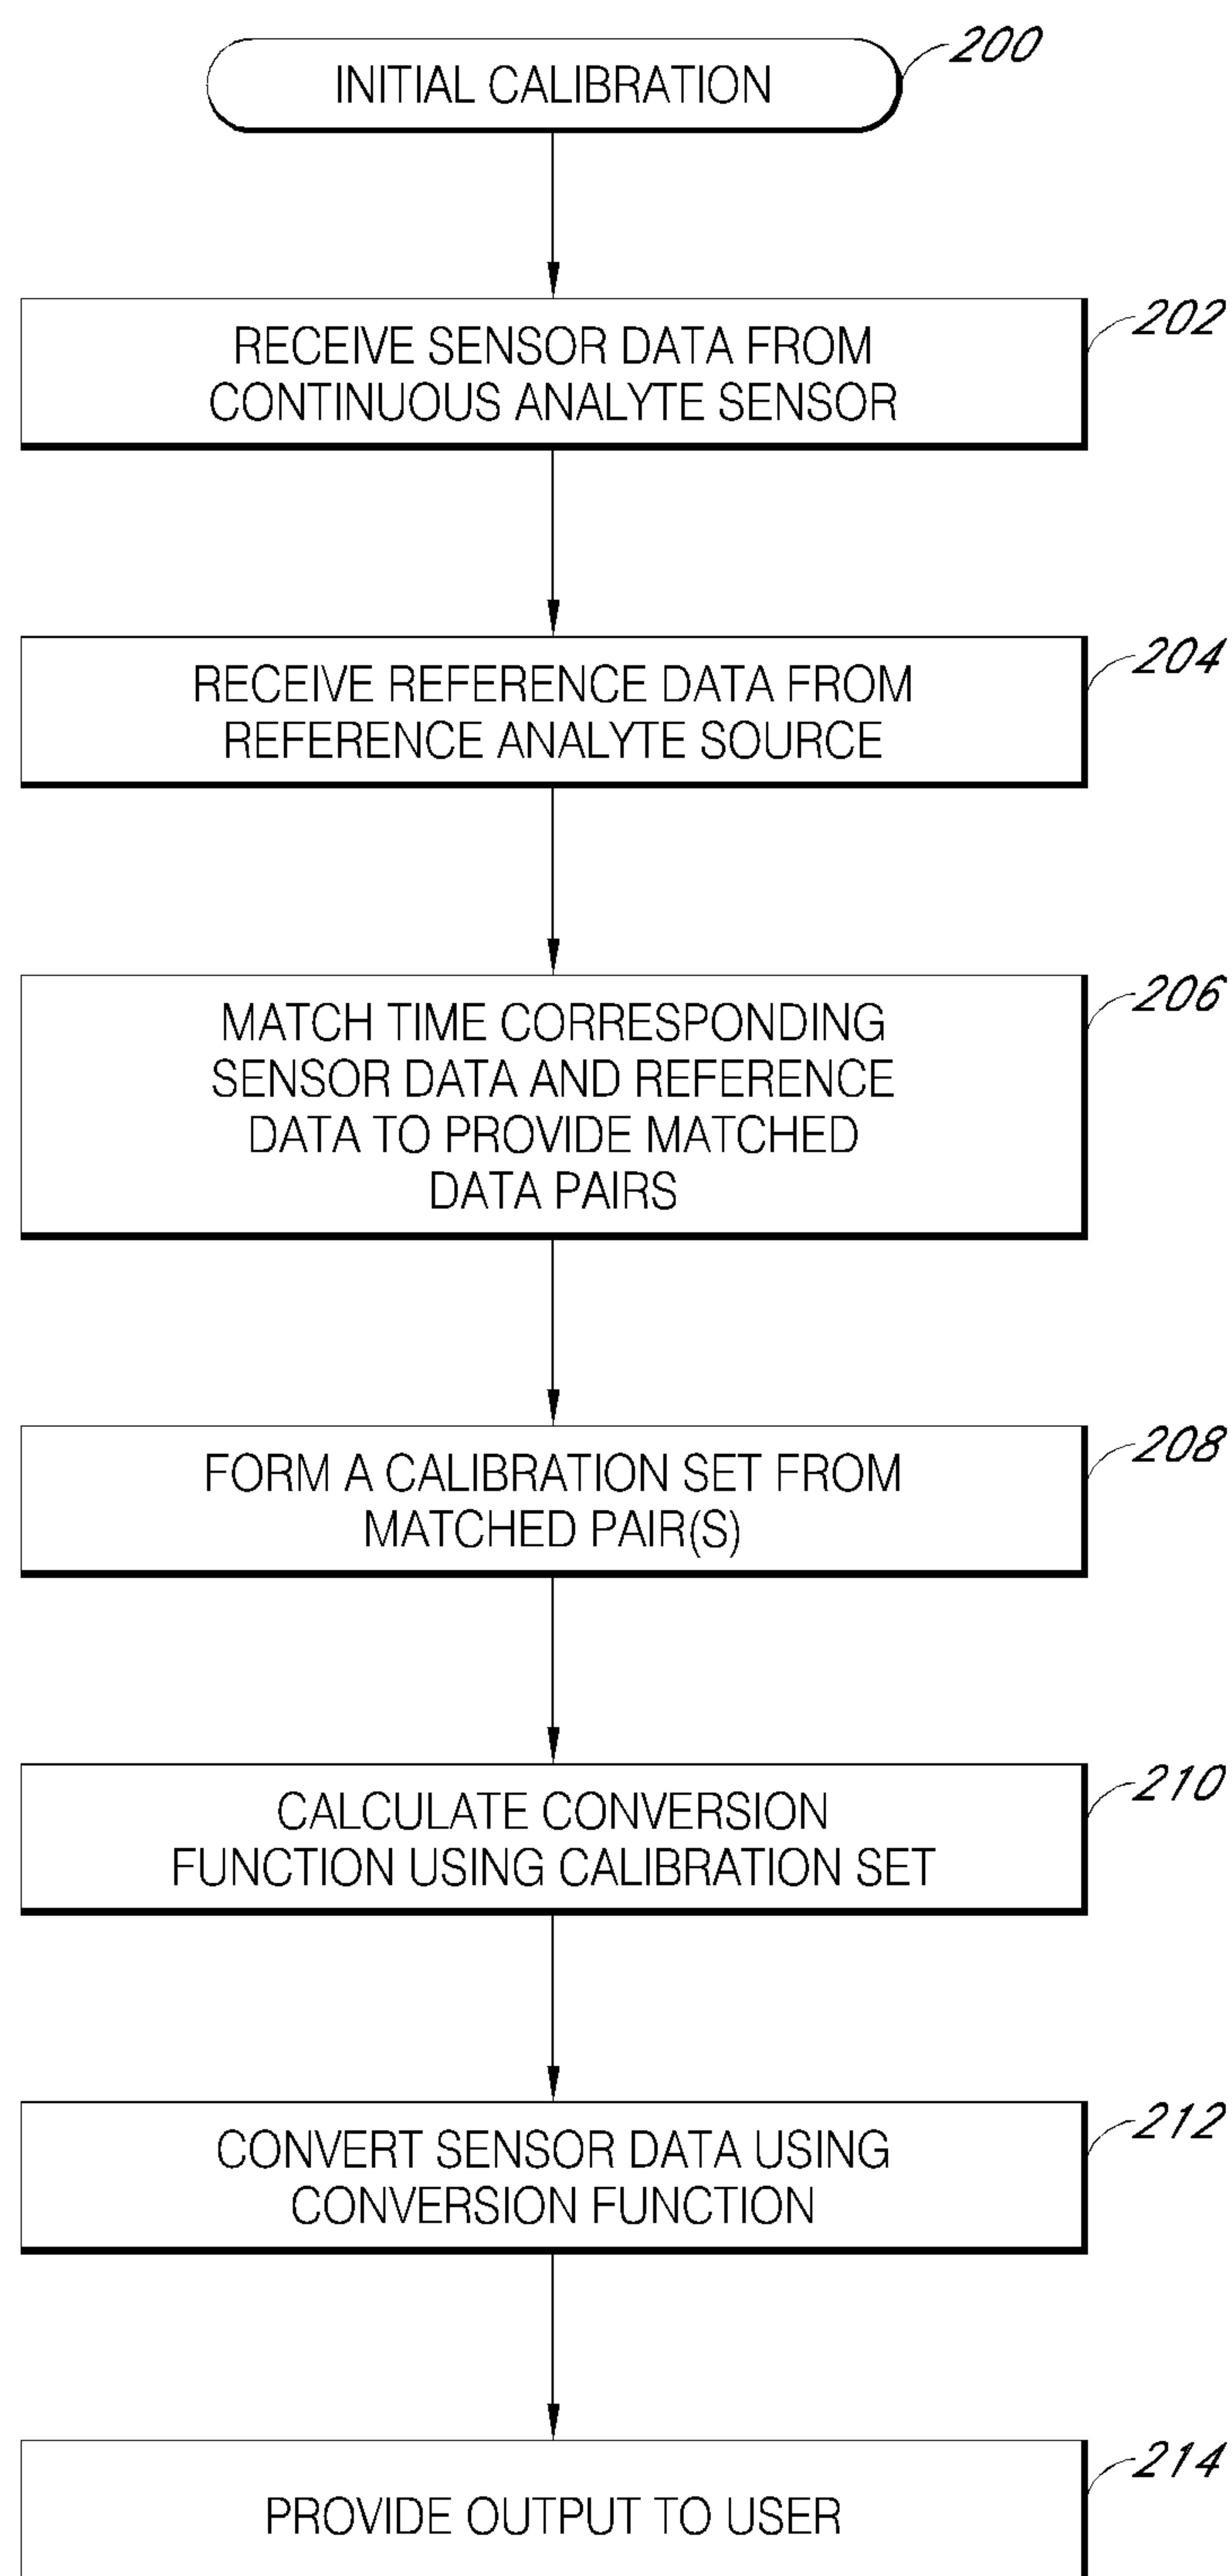 200
INITIAL CALIBRATION
202
RECEIVE SENSOR DATA FROM
CONTINUOUS ANALYTE SENSOR
204
RECEIVE REFERENCE DATA FROM
REFERENCE ANALYTE SOURCE
206
MATCH TIME CORRESPONDING
SENSOR DATA AND REFERENCE
DATA TO PROVIDE MATCHED
DATA PAIRS
208
FORM A CALIBRATION SET FROM
MATCHED PAIR(S)
210
CALCULATE CONVERSION
FUNCTION USING CALIBRATION SET
212
CONVERT SENSOR DATA USING
CONVERSION FUNCTION
214
PROVIDE OUTPUT TO USER